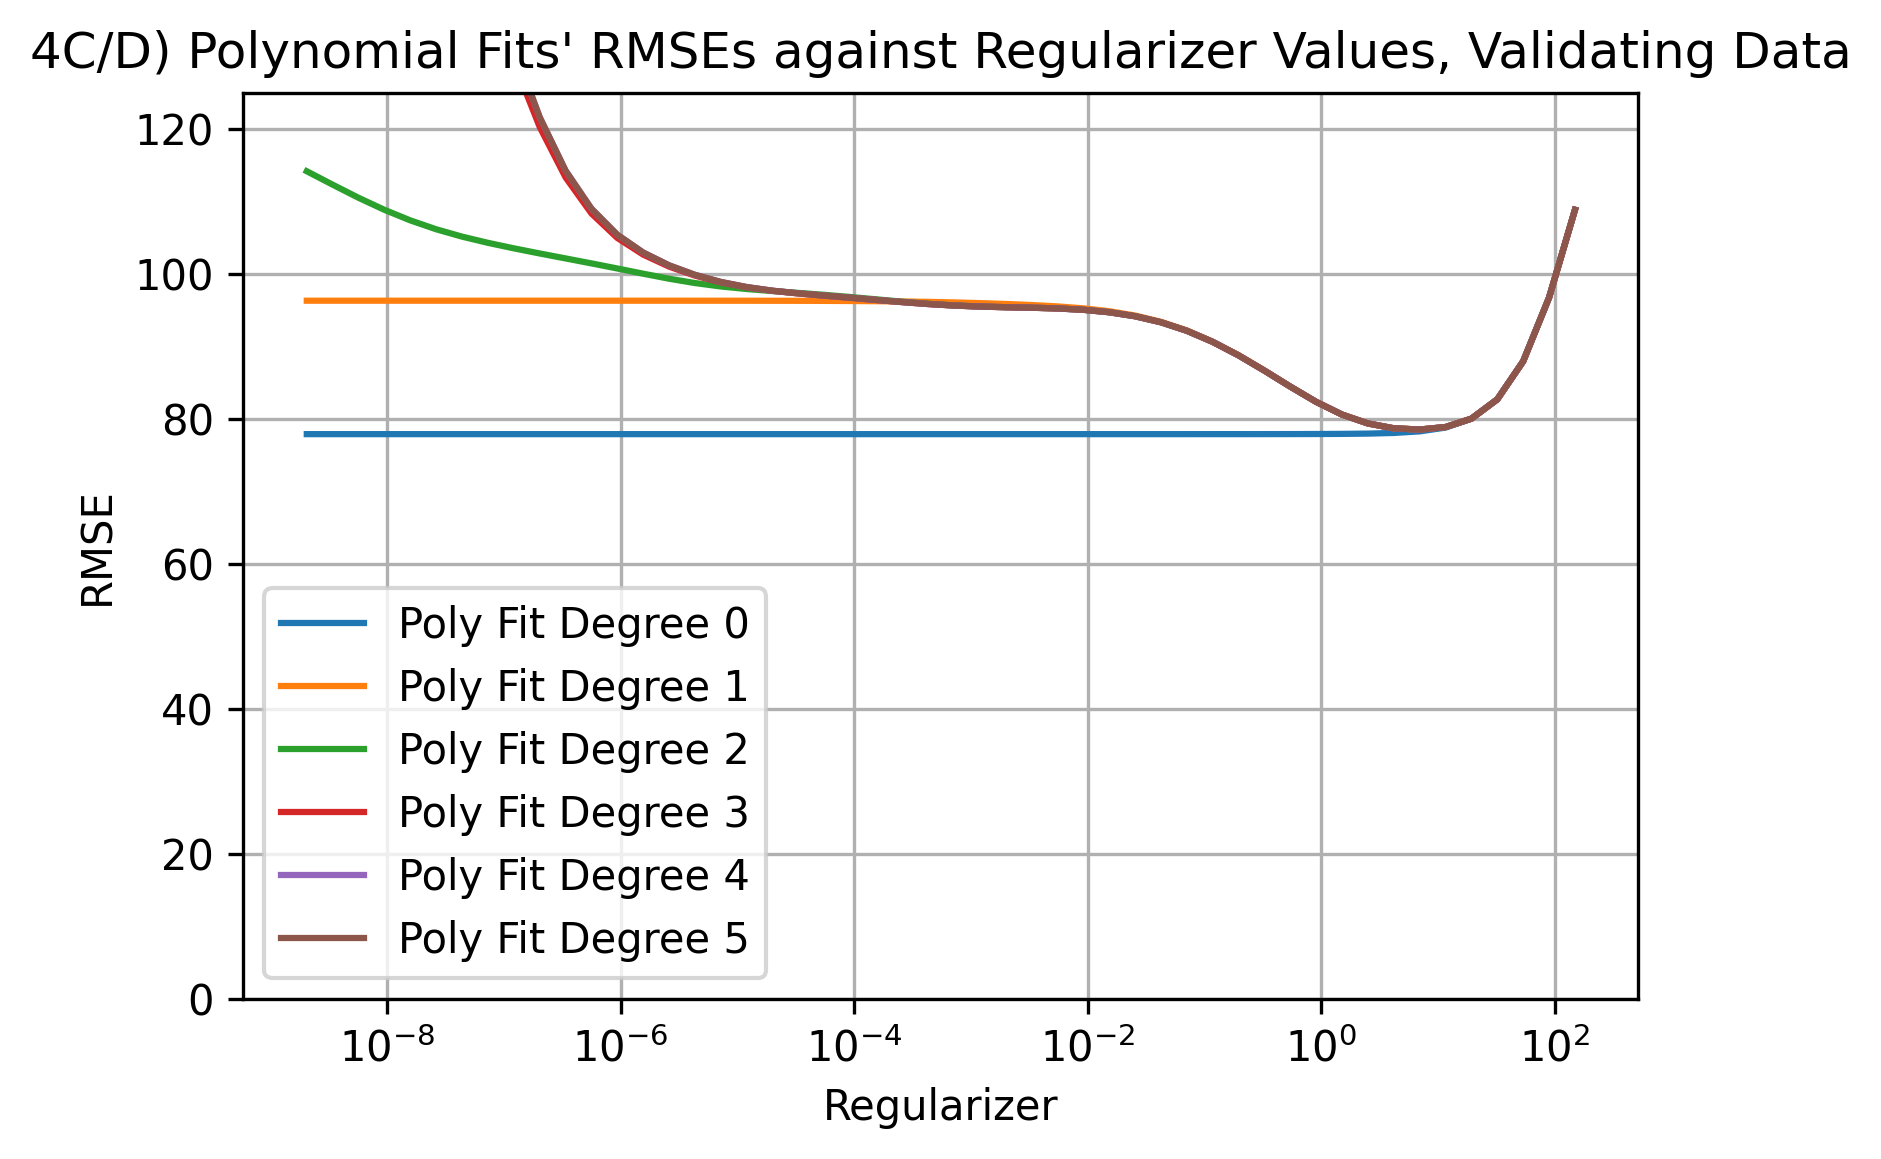 4C/D) Polynomial Fits' RMSEs against Regularizer Values, Validating Data
120
100
80
60
40
20
0
RMSE
Poly Fit Degree 0
Poly Fit Degree 1
Poly Fit Degree 2
Poly Fit Degree 3
Poly Fit Degree 4
Poly Fit Degree 5
10⁻⁸ 10⁻⁶ 10⁻⁴ 10⁻² 10⁰ 10²
Regularizer